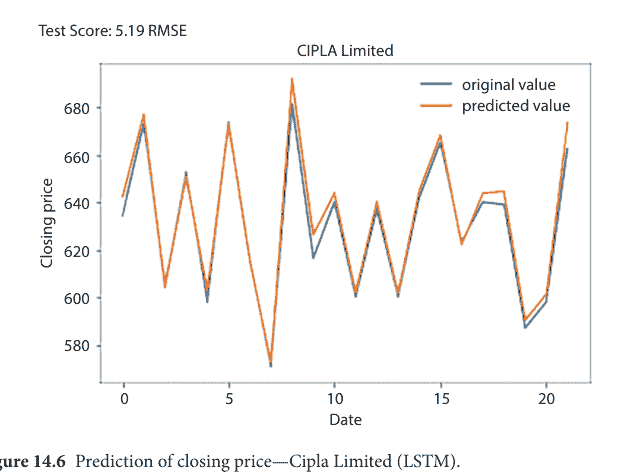 Test Score: 5.19 RMSE
CIPLA Limited
original value
predicted value
680
660
640
620
600
580
Closing price
0 5 10 15 20
Date
gure 14.6 Prediction of closing price—Cipla Limited (LSTM).